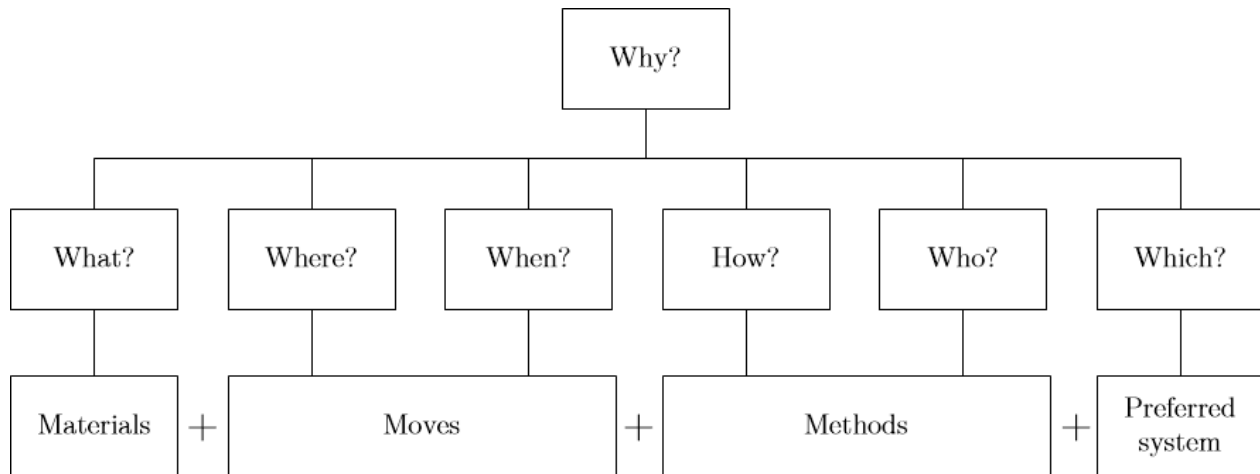 Why?
What?
Where?
When?
How?
Who?
Which?
Materials
+
Moves
+
Methods
+
Preferred
system